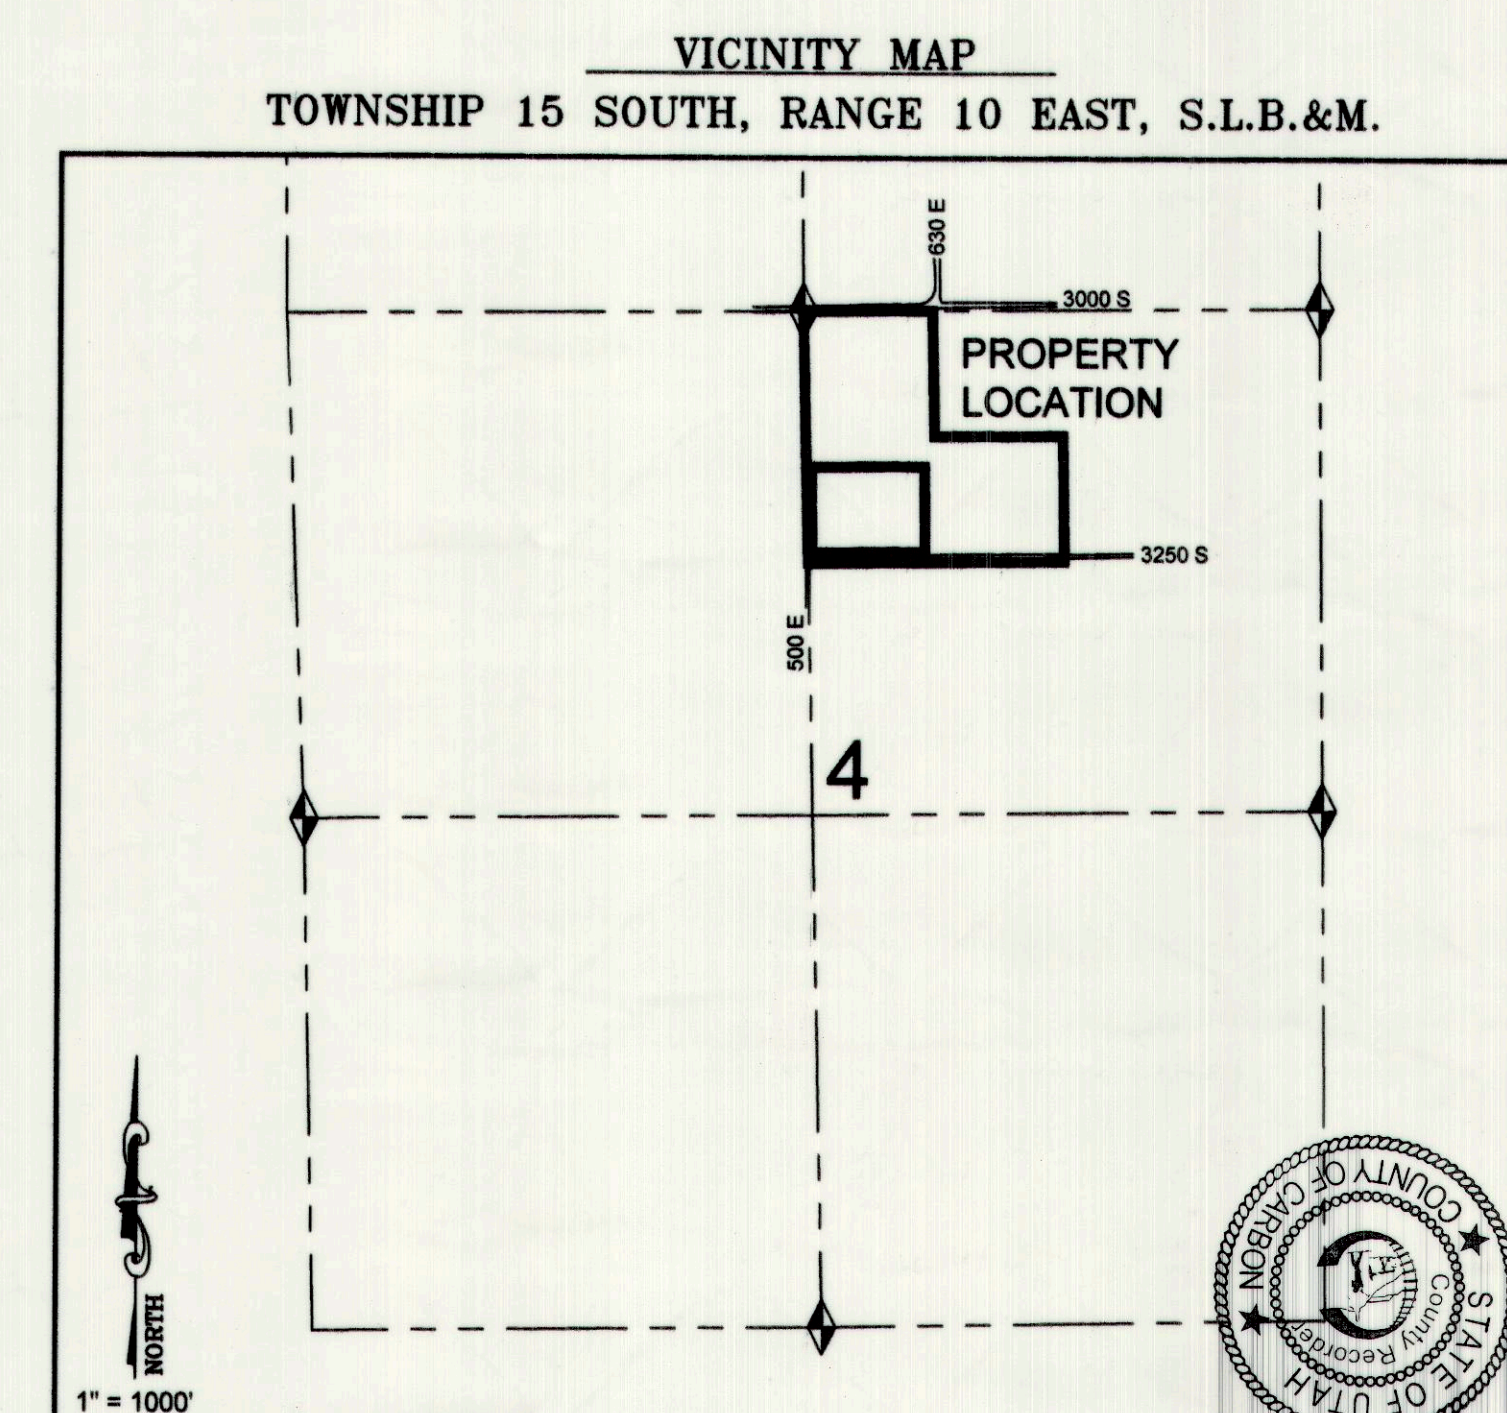 VICINITY MAP
TOWNSHIP 15 SOUTH, RANGE 10 EAST, S.L.B.&M.
630 E
3000 S
PROPERTY
LOCATION
3250 S
500 E
4
NORTH
1" = 1000'
COUNTY OF CARBON
STATE OF UTAH
County Recorder